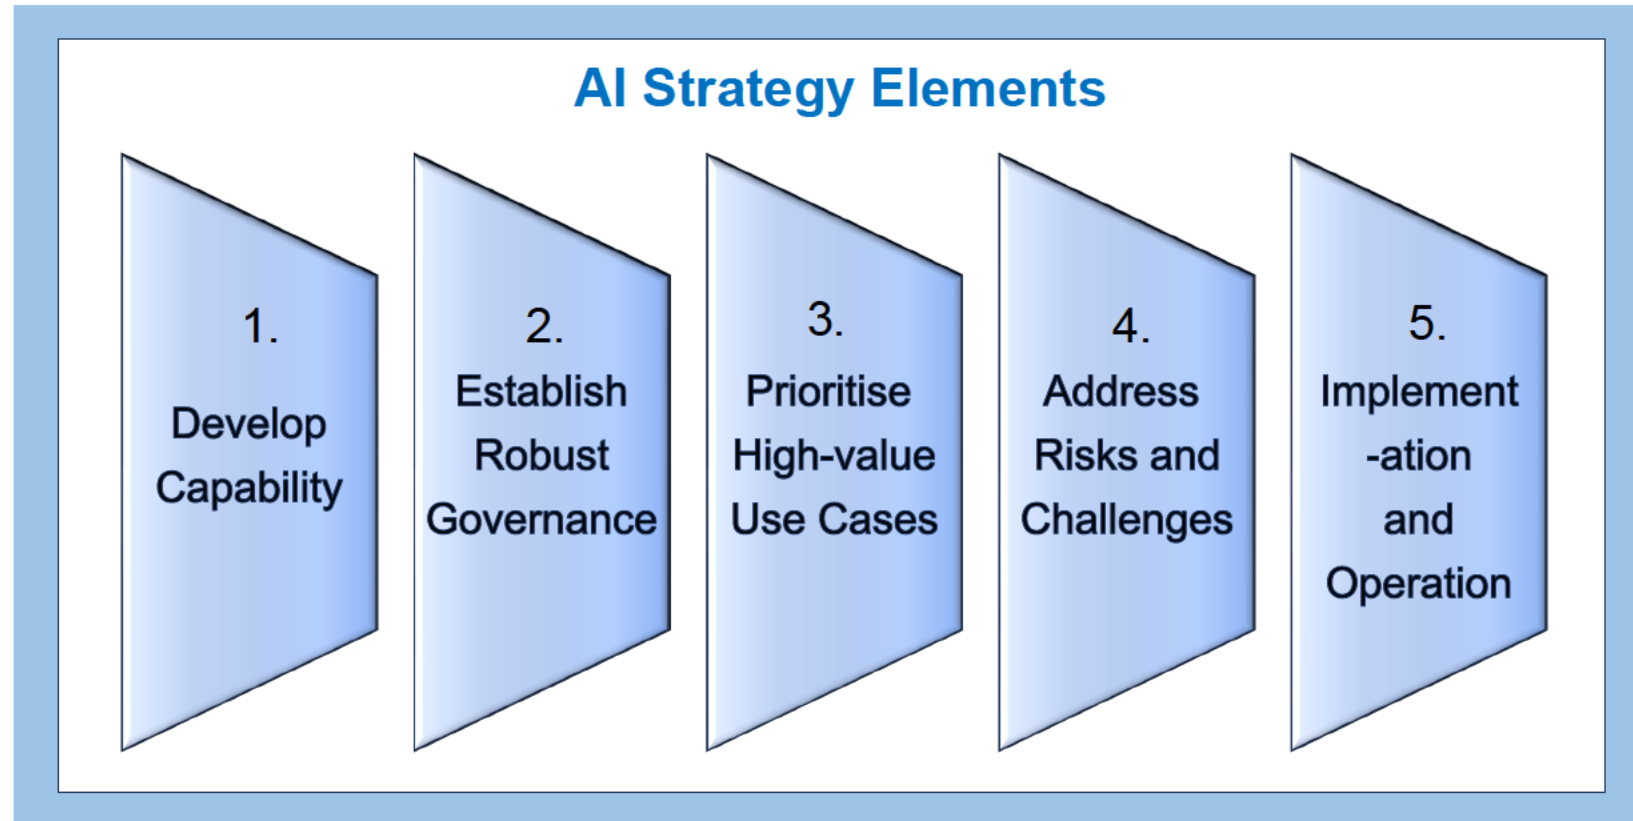 AI Strategy Elements
1.
Develop
Capability
2.
Establish
Robust
Governance
3.
Prioritise
High-value
Use Cases
4.
Address
Risks and
Challenges
5.
Implement
-ation
and
Operation